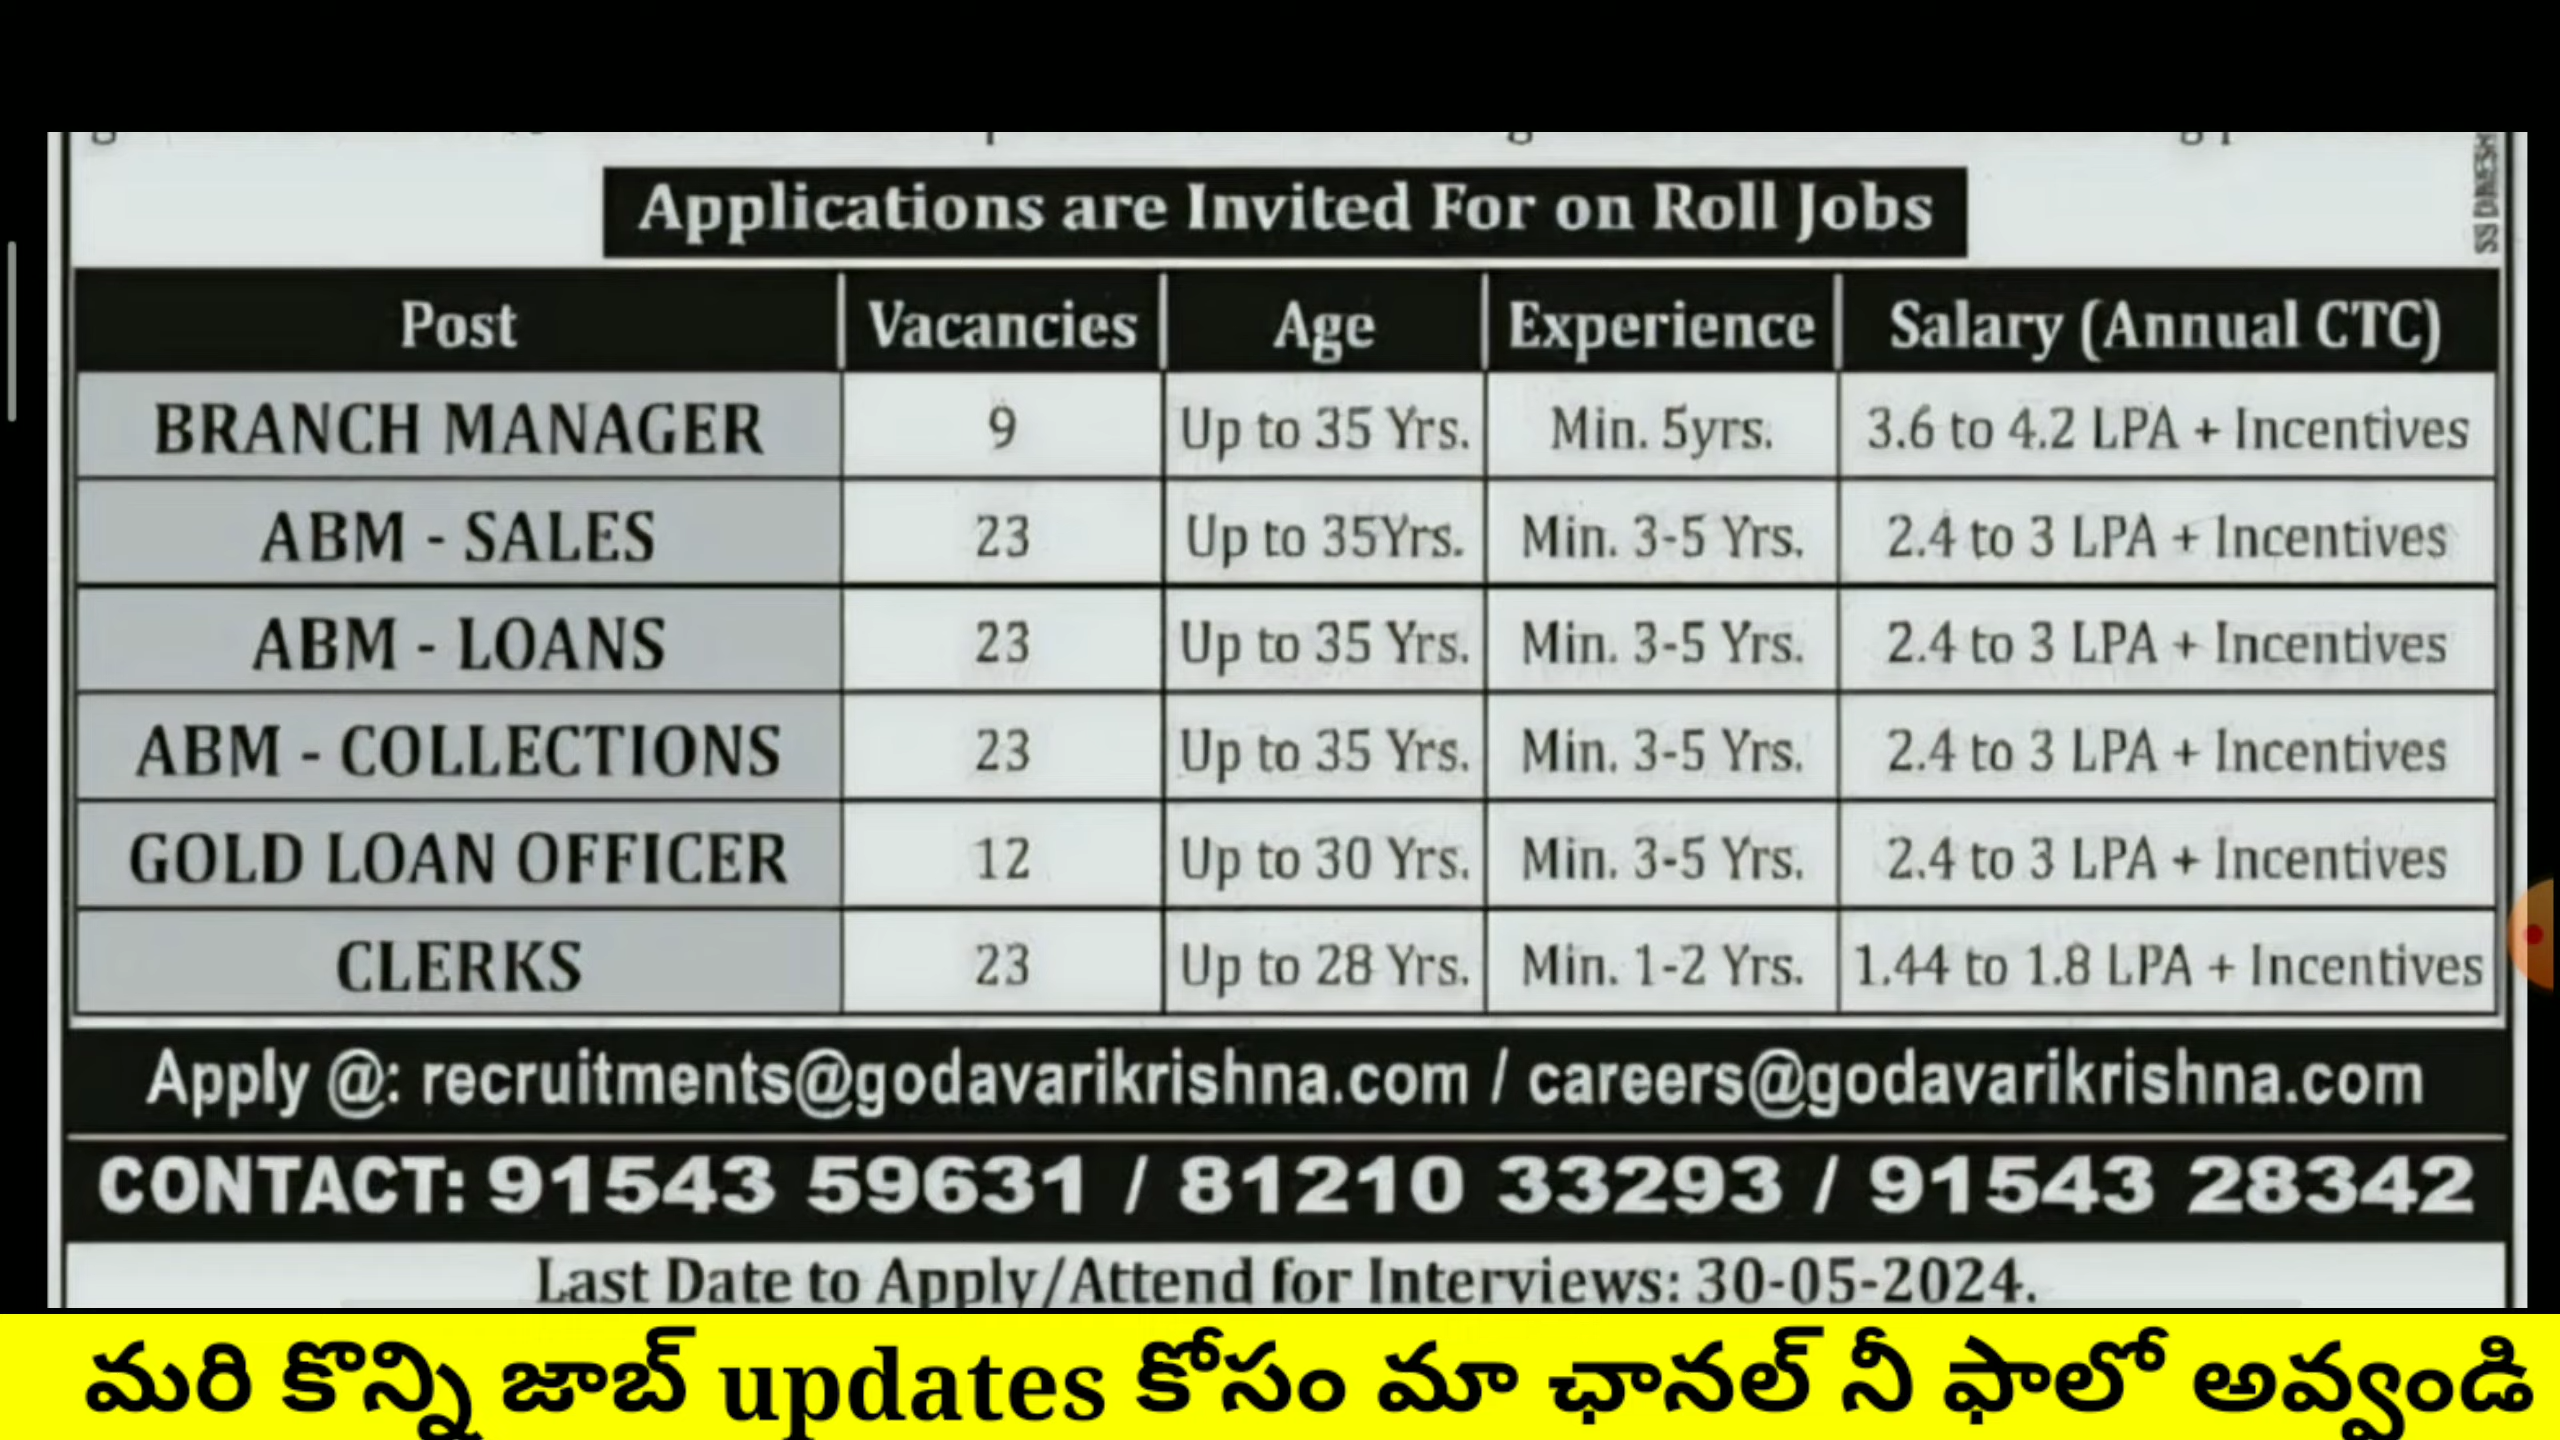 Applications are Invited For on Roll Jobs
SS DINESH
Post Vacancies Age Experience Salary (Annual CTC)
BRANCH MANAGER 9 Up to 35 Yrs. Min. 5yrs. 3.6 to 4.2 LPA + Incentives
ABM - SALES 23 Up to 35Yrs. Min. 3-5 Yrs. 2.4 to 3 LPA + Incentives
ABM - LOANS 23 Up to 35 Yrs. Min. 3-5 Yrs. 2.4 to 3 LPA + Incentives
ABM - COLLECTIONS 23 Up to 35 Yrs. Min. 3-5 Yrs. 2.4 to 3 LPA + Incentives
GOLD LOAN OFFICER 12 Up to 30 Yrs. Min. 3-5 Yrs. 2.4 to 3 LPA + Incentives
CLERKS 23 Up to 28 Yrs. Min. 1-2 Yrs. 1.44 to 1.8 LPA + Incentives
Apply @: recruitments@godavarikrishna.com / careers@godavarikrishna.com
CONTACT: 91543 59631 / 81210 33293 / 91543 28342
Last Date to Apply/Attend for Interviews: 30-05-2024.
మరి కొన్ని జాబ్ updates కోసం మా ఛానల్ నీ ఫాలో అవ్వండి